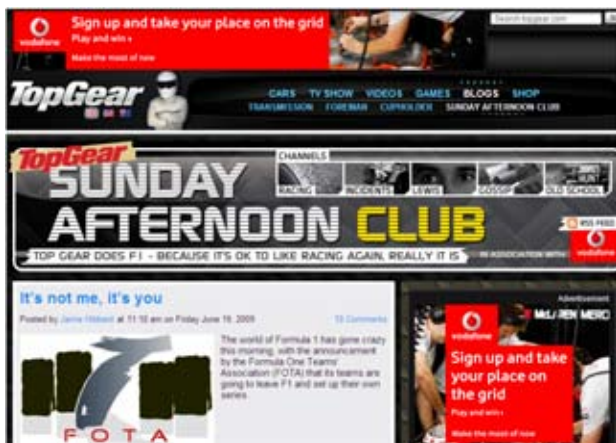 Sign up and take your place on the grid
Play and win ›
Make the most of now
vodafone
Search topgear.com
TopGear
CARS TV SHOW VIDEOS GAMES BLOGS SHOP
TRANSMISSION FOREMAN CUPHOLDER SUNDAY AFTERNOON CLUB
TopGear
SUNDAY
AFTERNOON CLUB
CHANNELS
RACING INCIDENTS LEWIS GOSSIP OLD SCHOOL
TOP GEAR DOES F1 - BECAUSE IT'S OK TO LIKE RACING AGAIN, REALLY IT IS
IN ASSOCIATION WITH
RSS FEED
vodafone
It's not me, it's you
Posted by Jamie Hibbard at 11:10 am on Friday June 19, 2009
Comments
The world of Formula 1 has gone crazy
this morning, with the announcement
by the Formula One Teams'
Association (FOTA) that its teams are
going to leave F1 and set up their own
series.
7
FOTA
Advertisement
vodafone
Sign up and take
your place on
the grid
Play and win ›
Make the most of now